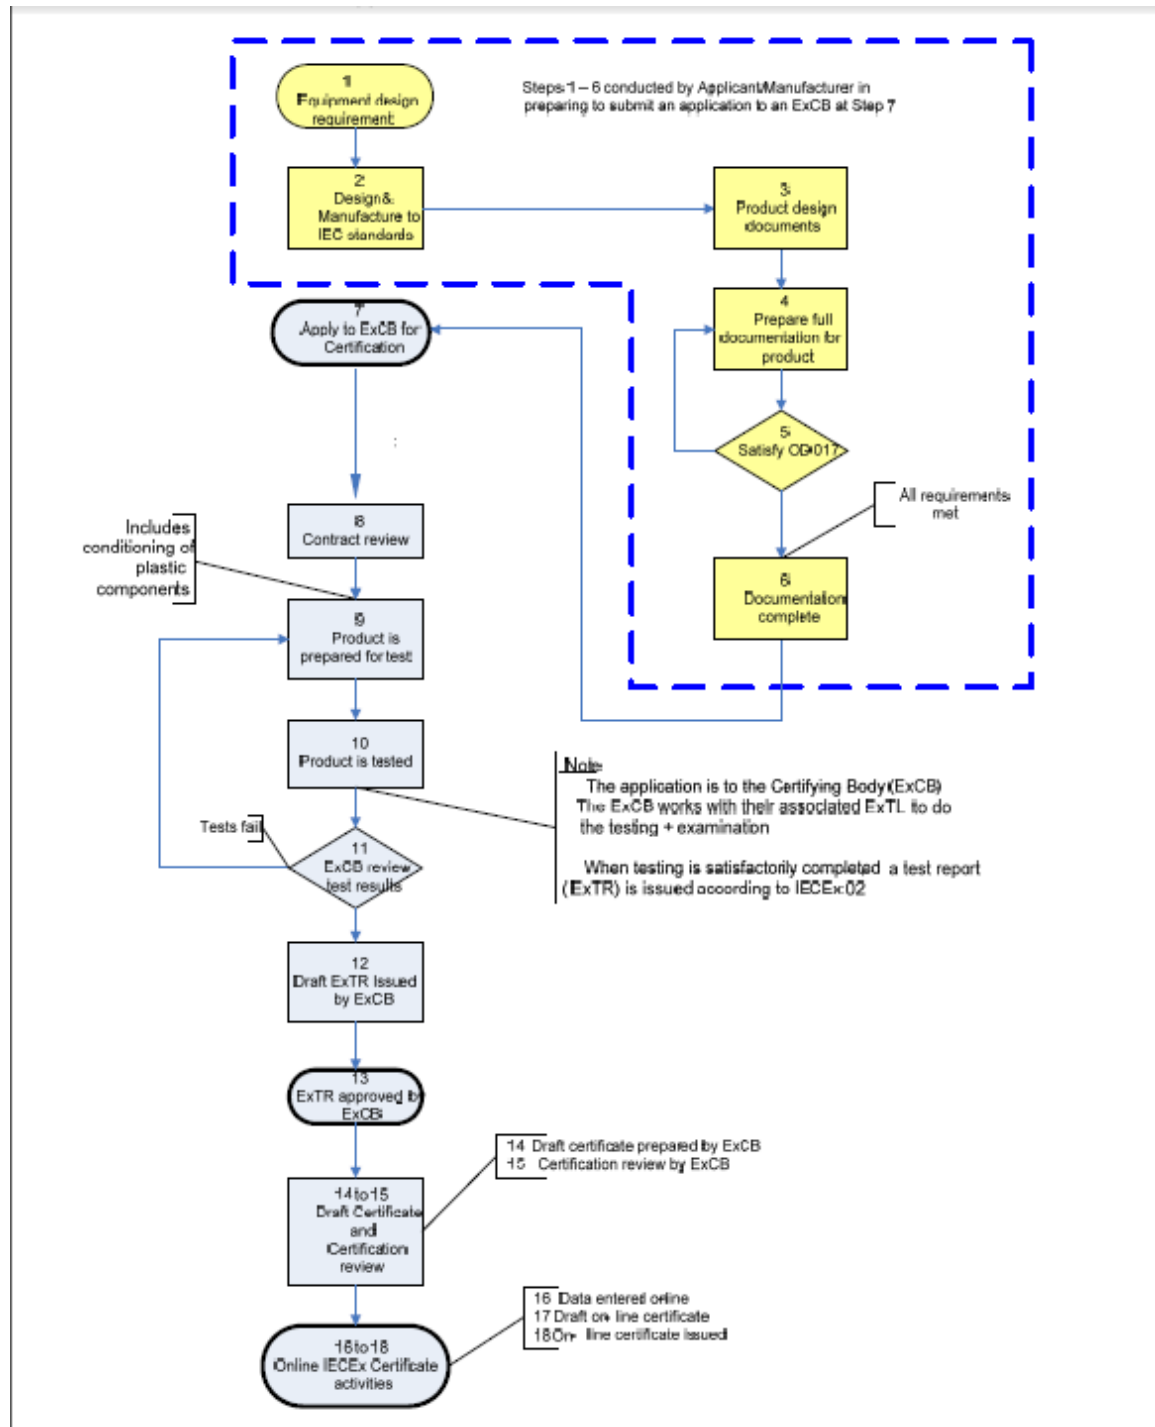 1
Equipment design
requirement
Steps 1 – 6 conducted by Applicant/Manufacturer in
preparing to submit an application to an ExCB at Step 7
2
Design &
Manufacture to
IEC standards
3
Product design
documents
4
Prepare full
documentation for
product
5
Satisfy OD 017
All requirements
met
6
Documentation
complete
7
Apply to ExCB for
Certification
:
8
Contract review
Includes
conditioning of
plastic
components
9
Product is
prepared for test
10
Product is tested
Note
The application is to the Certifying Body (ExCB)
The ExCB works with their associated ExTL to do
the testing + examination
When testing is satisfactorily completed a test report
(ExTR) is issued according to IECEx 02
Tests fail
11
ExCB review
test results
12
Draft ExTR Issued
by ExCB
13
ExTR approved by
ExCB
14 Draft certificate prepared by ExCB
15 Certification review by ExCB
14 to 15
Draft Certificate
and
Certification
review
16 Data entered online
17 Draft on- line certificate
18 On- line certificate issued
16 to 18
Online IECEx Certificate
activities